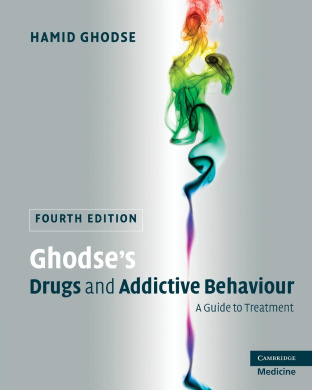 HAMID GHODSE
FOURTH EDITION
Ghodse's
Drugs and Addictive Behaviour
A Guide to Treatment
CAMBRIDGE
Medicine